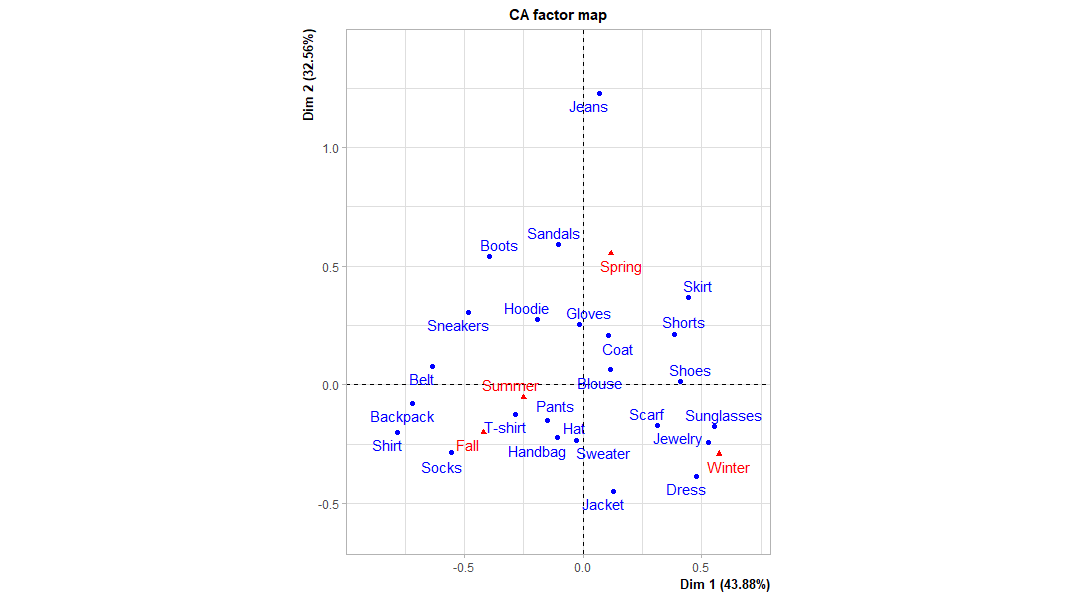 CA factor map
Dim 2 (32.56%)
Jeans
1.0
Sandals
Boots
0.5
Spring
Skirt
Hoodie
Gloves
Shorts
Sneakers
Coat
Shoes
Belt
0.0
Summer
Blouse
Pants
Backpack
Scarf
Sunglasses
T-shirt
Hat
Jewelry
Shirt
Fall
Handbag
Sweater
Socks
Winter
Dress
-0.5
Jacket
-0.5
0.0
0.5
Dim 1 (43.88%)